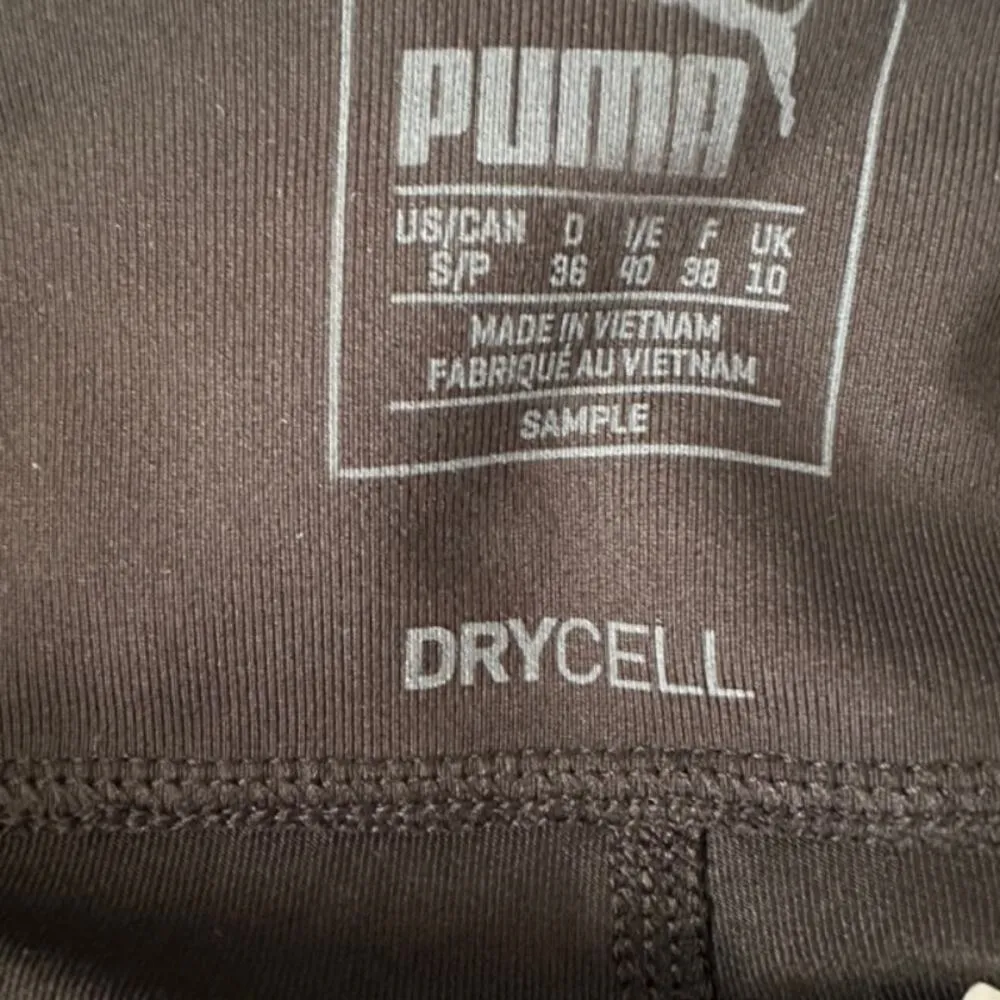 PUMA
US/CAN D I/E F UK
S/P 36 40 38 10
MADE IN VIETNAM
FABRIQUÉ AU VIETNAM
SAMPLE
DRYCELL